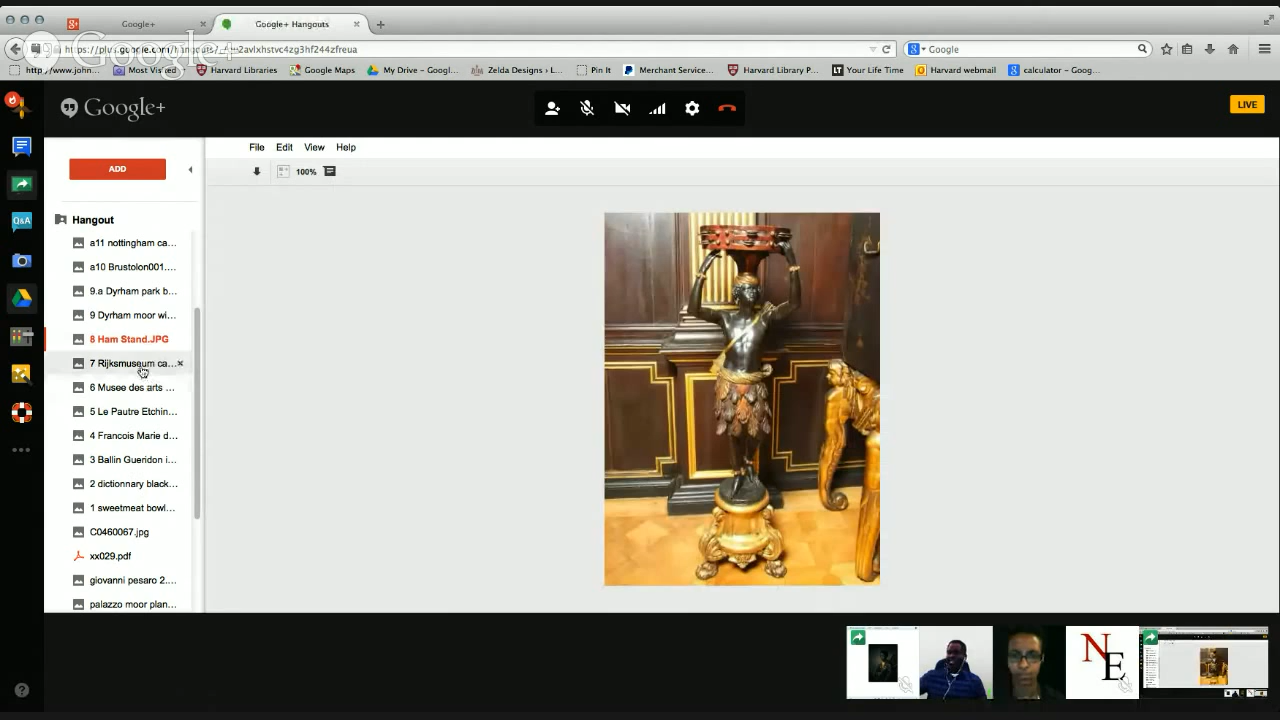 Google+
Google+ Hangouts
Google
Most Visited
Harvard Libraries
Google Maps
My Drive – Googl...
Zelda Designs › L...
Pin It
Merchant Service...
Harvard Library P...
LT Your Life Time
Harvard webmail
calculator – Goog...
Google+
LIVE
File Edit View Help
ADD
100%
Hangout
a11 nottingham ca...
a10 Brustolon001....
9.a Dyrham park b...
9 Dyrham moor wi...
8 Ham Stand.JPG
7 Rijksmuseum ca...
6 Musee des arts ...
5 Le Pautre Etchin...
4 Francois Marie d...
3 Ballin Gueridon i...
2 dictionnary black...
1 sweetmeat bowl...
C0460067.jpg
xx029.pdf
giovanni pesaro 2....
palazzo moor plan...
Q&A
NE